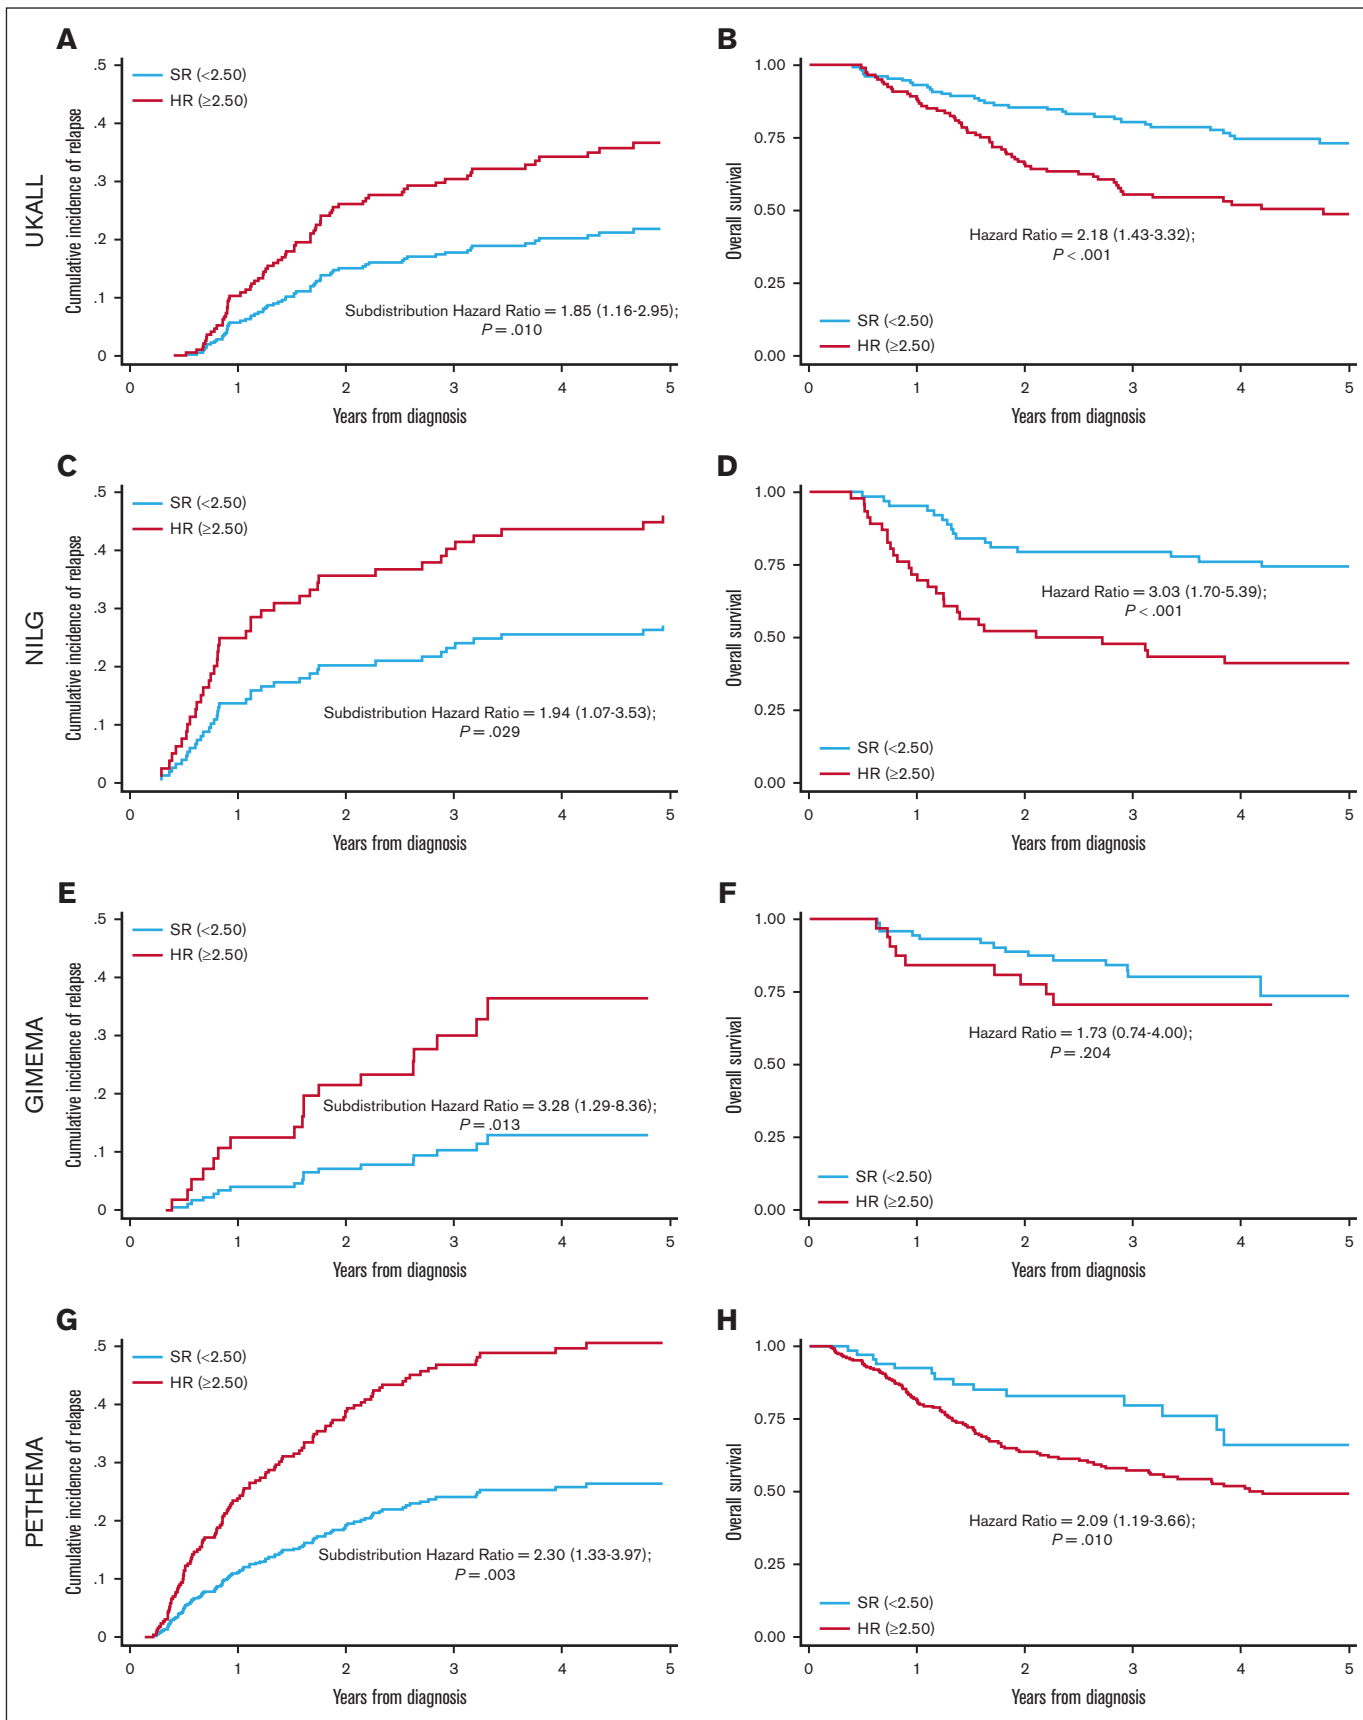 UKALL
A
.5
.4
.3
.2
.1
0
Cumulative incidence of relapse
SR (<2.50)
HR (≥2.50)
Subdistribution Hazard Ratio = 1.85 (1.16-2.95);
P = .010
0 1 2 3 4 5
Years from diagnosis
B
1.00
0.75
0.50
0.25
0.00
Overall survival
Hazard Ratio = 2.18 (1.43-3.32);
P < .001
SR (<2.50)
HR (≥2.50)
0 1 2 3 4 5
Years from diagnosis
NILG
C
.5
.4
.3
.2
.1
0
Cumulative incidence of relapse
SR (<2.50)
HR (≥2.50)
Subdistribution Hazard Ratio = 1.94 (1.07-3.53);
P = .029
0 1 2 3 4 5
Years from diagnosis
D
1.00
0.75
0.50
0.25
0.00
Overall survival
Hazard Ratio = 3.03 (1.70-5.39);
P < .001
SR (<2.50)
HR (≥2.50)
0 1 2 3 4 5
Years from diagnosis
GIMEMA
E
.5
.4
.3
.2
.1
0
Cumulative incidence of relapse
SR (<2.50)
HR (≥2.50)
Subdistribution Hazard Ratio = 3.28 (1.29-8.36);
P = .013
0 1 2 3 4 5
Years from diagnosis
F
1.00
0.75
0.50
0.25
0.00
Overall survival
Hazard Ratio = 1.73 (0.74-4.00);
P = .204
SR (<2.50)
HR (≥2.50)
0 1 2 3 4 5
Years from diagnosis
PETHEMA
G
.5
.4
.3
.2
.1
0
Cumulative incidence of relapse
SR (<2.50)
HR (≥2.50)
Subdistribution Hazard Ratio = 2.30 (1.33-3.97);
P = .003
0 1 2 3 4 5
Years from diagnosis
H
1.00
0.75
0.50
0.25
0.00
Overall survival
Hazard Ratio = 2.09 (1.19-3.66);
P = .010
SR (<2.50)
HR (≥2.50)
0 1 2 3 4 5
Years from diagnosis